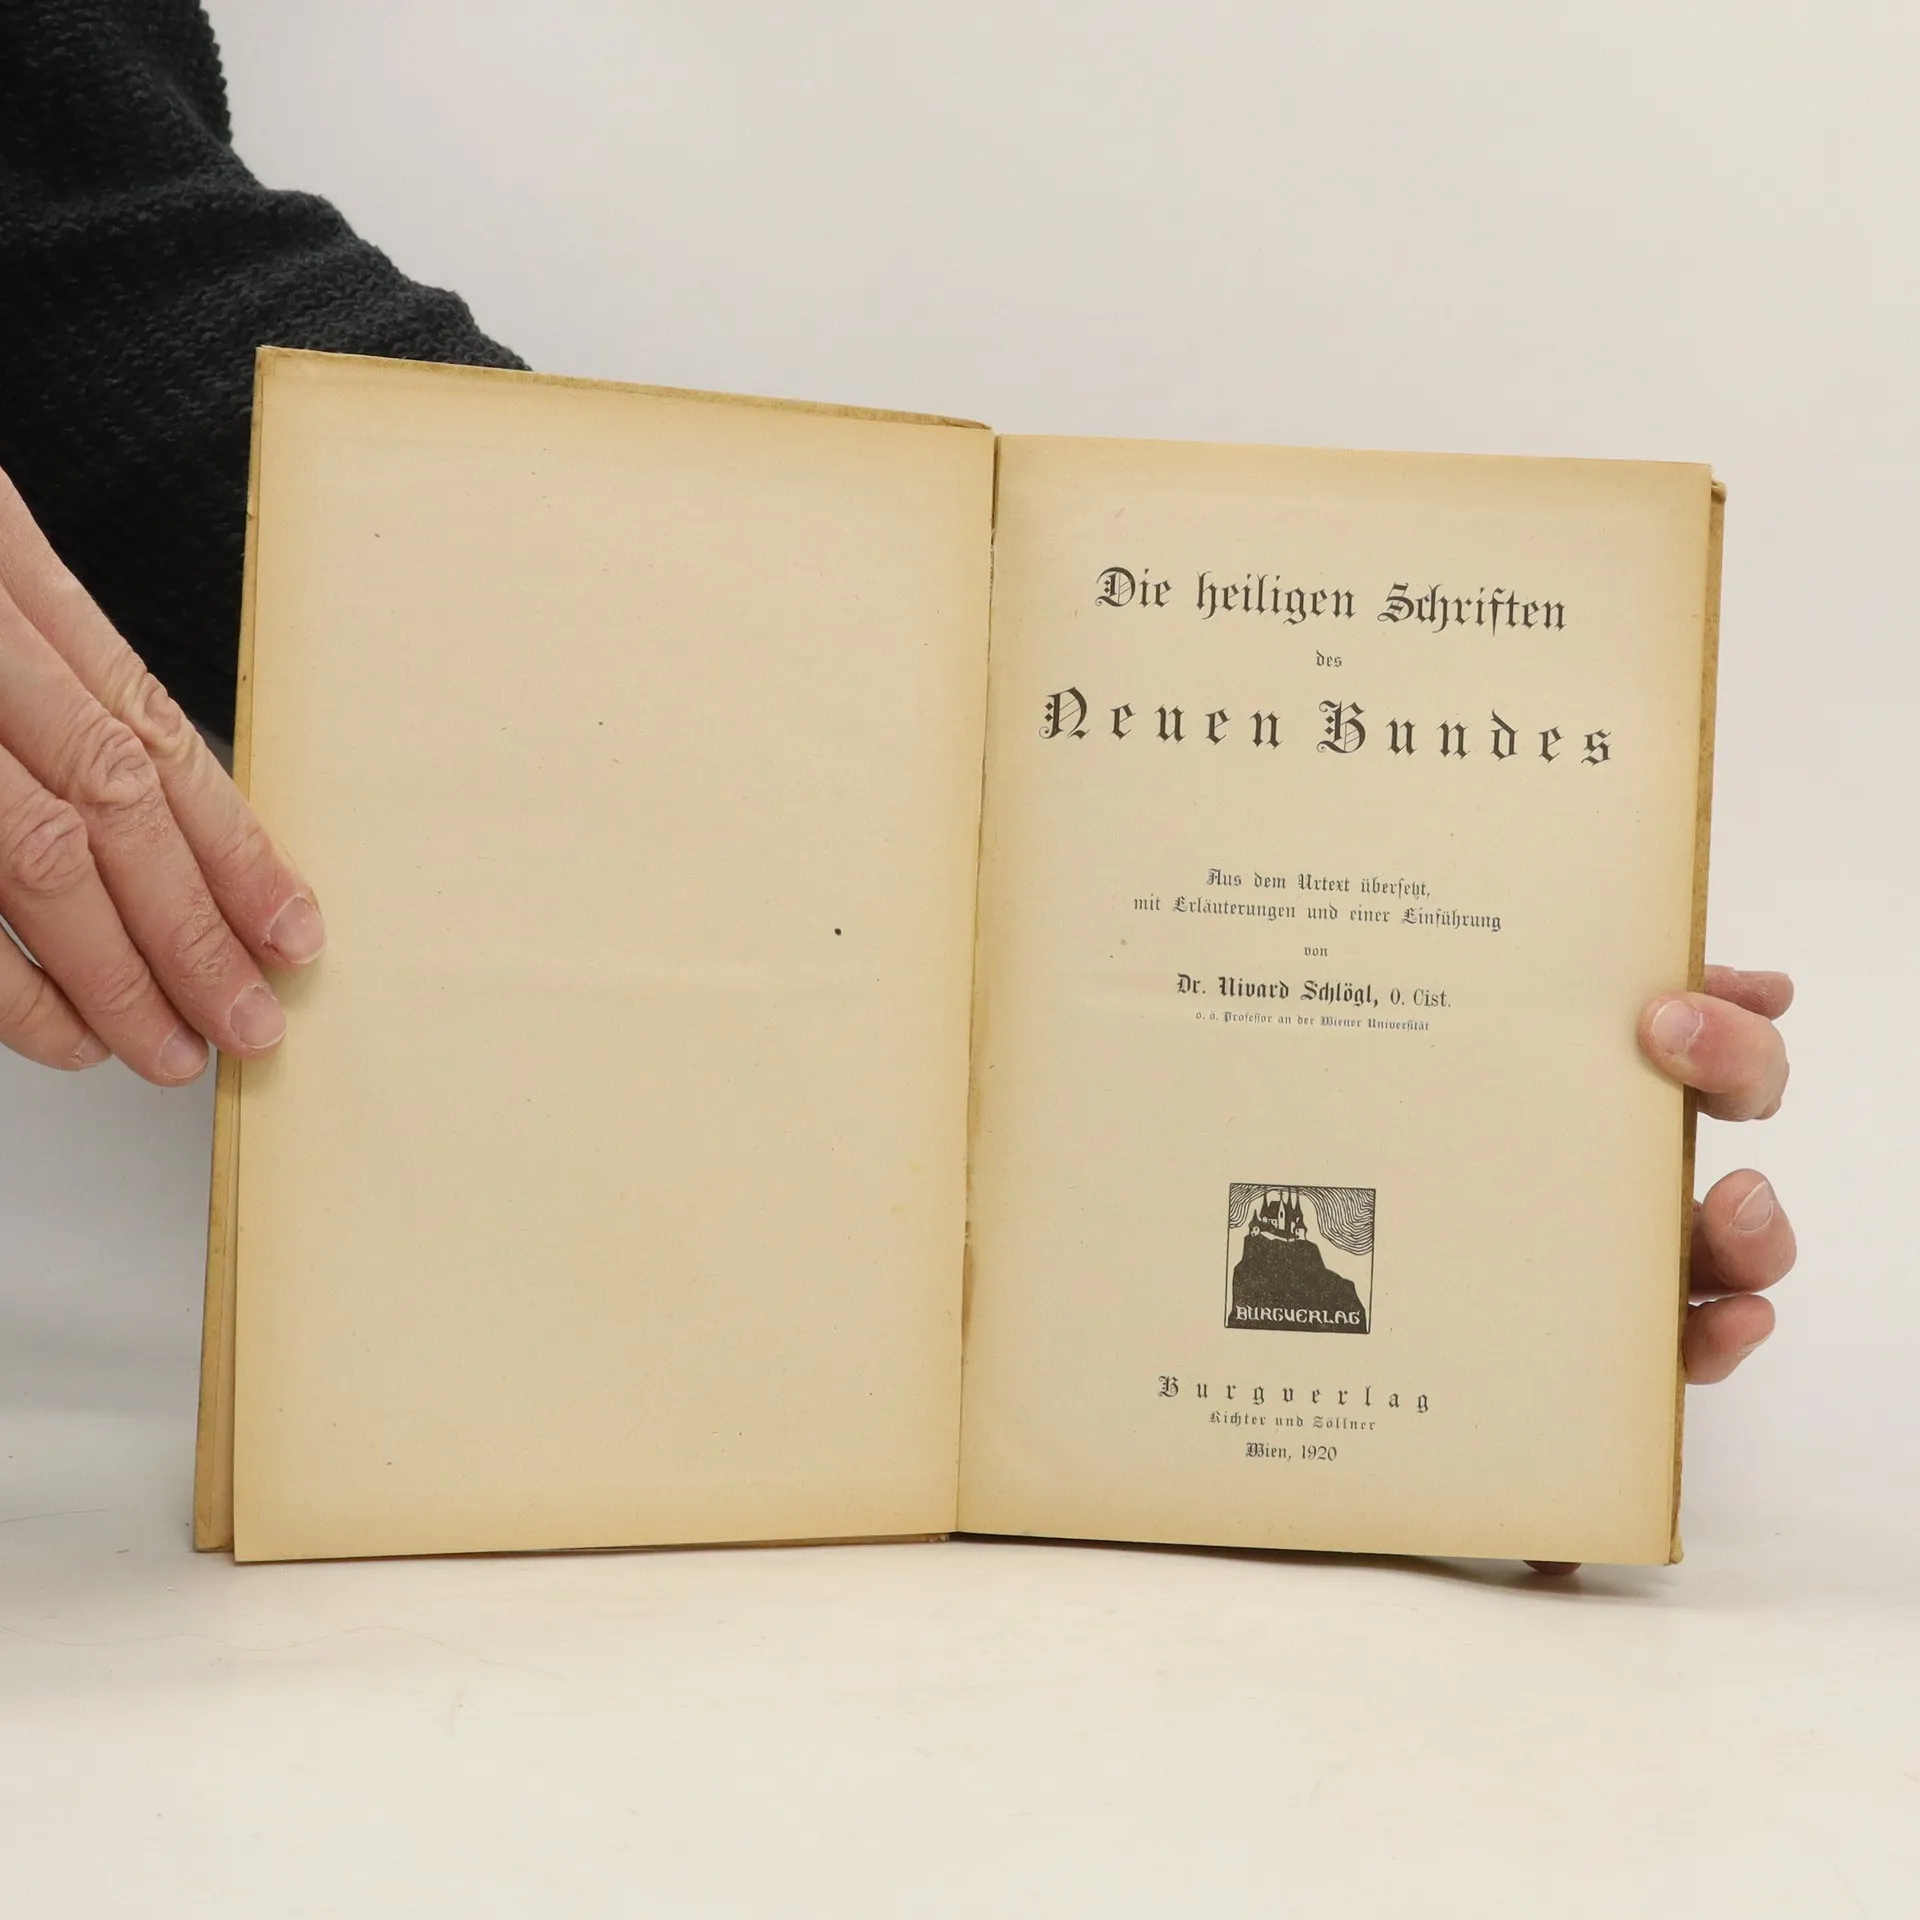 Die heiligen Schriften
des
Neuen Bundes
Aus dem Urtext übersetzt,
mit Erläuterungen und einer Einführung
von
Dr. Nivard Schlögl, O. Cist.
o. ö. Professor an der Wiener Universität
BURGVERLAG
Burgverlag
Richter und Zöllner
Wien, 1920